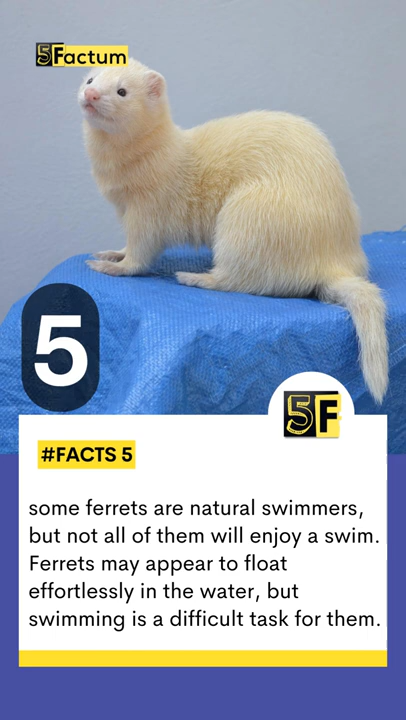 5Factum
5
5F
#FACTS 5
some ferrets are natural swimmers,
but not all of them will enjoy a swim.
Ferrets may appear to float
effortlessly in the water, but
swimming is a difficult task for them.